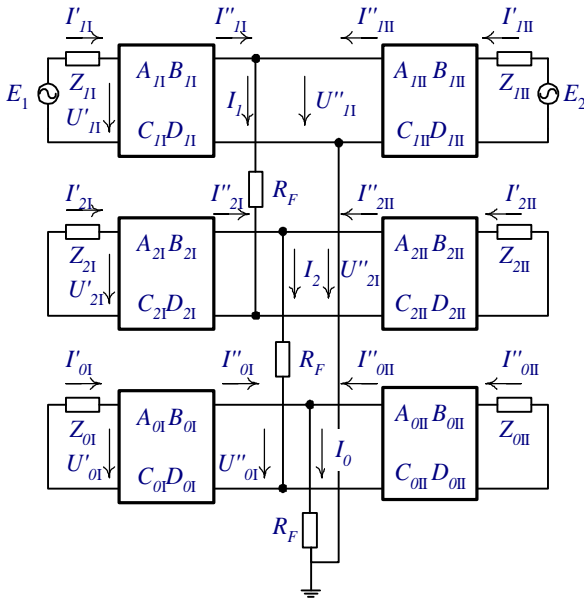 I'1I I''1I I''1II I'1II
E1 Z1I A1I B1I A1II B1II Z1II E2
U'1I I1 U''1I
C1I D1I C1II D1II
RF
I'2I I''2I I''2II I'2II
Z2I A2I B2I A2II B2II Z2II
U'2I I2 U''2I
C2I D2I C2II D2II
RF
I'0I I''0I I''0II I''0II
Z0I A0I B0I A0II B0II Z0II
U'0I U''0I I0
C0I D0I C0II D0II
RF